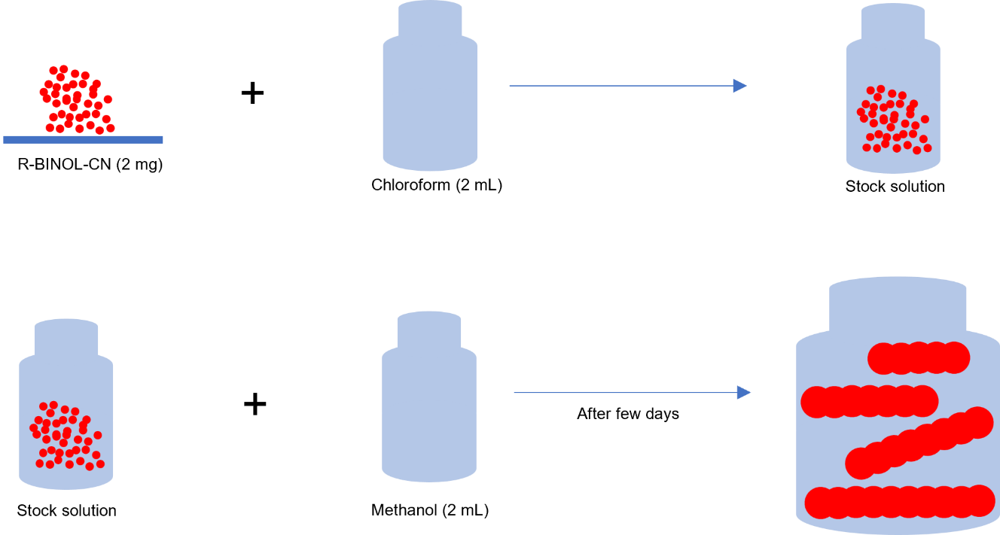 +
R-BINOL-CN (2 mg)
Chloroform (2 mL)
Stock solution
+
After few days
Stock solution
Methanol (2 mL)